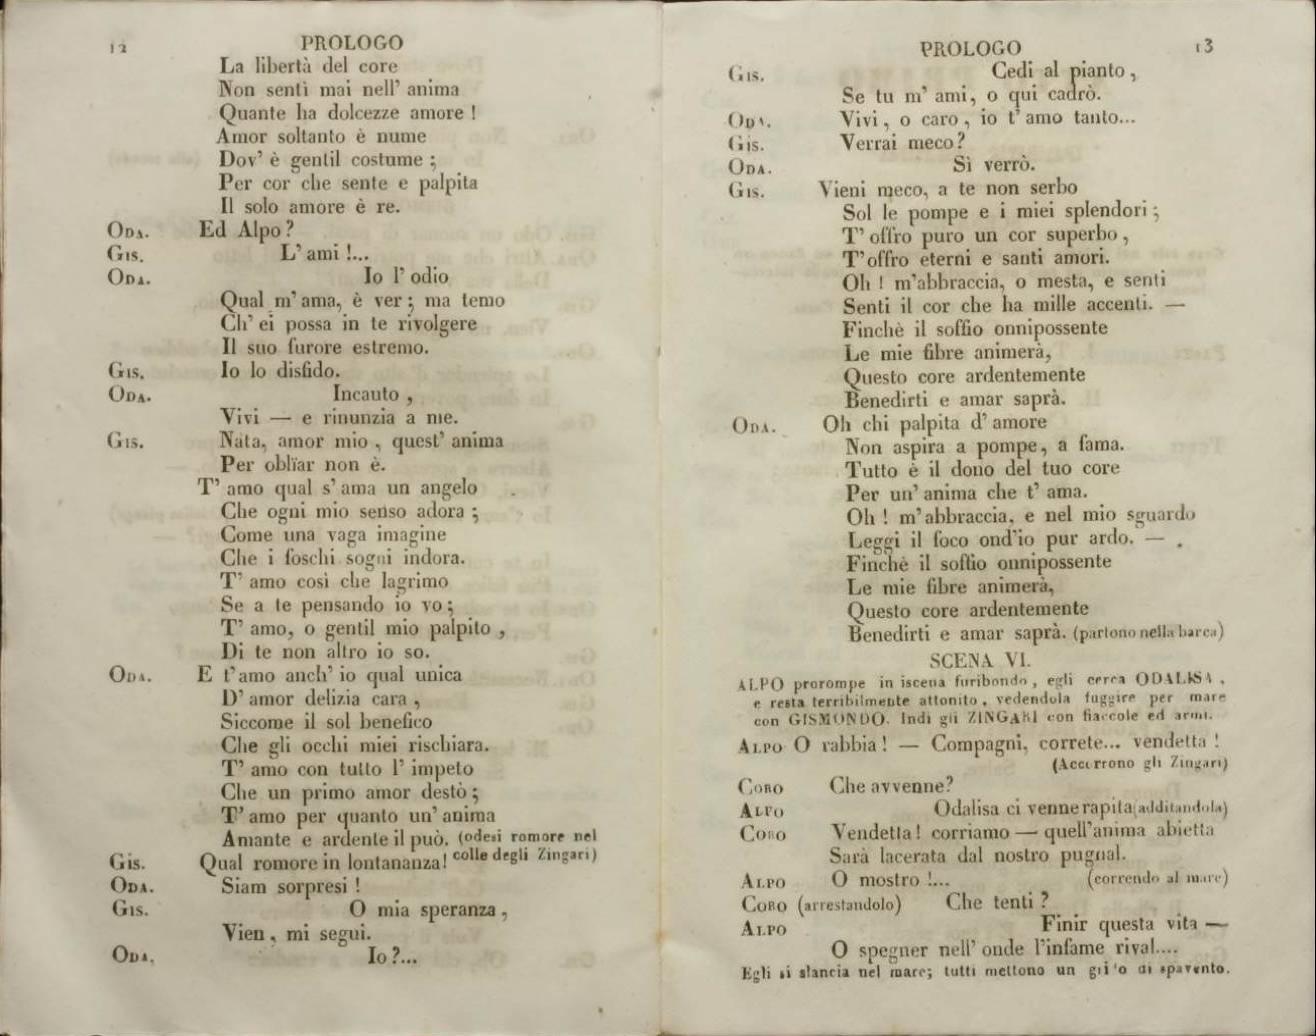 12 PROLOGO
La libertà del core
Non sentì mai nell' anima
Quante ha dolcezze amore !
Amor soltanto è nume
Dov' è gentil costume ;
Per cor che sente e palpita
Il solo amore è re.
ODA. Ed Alpo ?
GIS. L' ami !...
ODA. Io l' odio
Qual m' ama, è ver ; ma temo
Ch' ei possa in te rivolgere
Il suo furore estremo.
GIS. Io lo disfido.
ODA. Incauto ,
Vivi — e rinunzia a me.
GIS. Nata, amor mio , quest' anima
Per oblïar non è.
T' amo qual s' ama un angelo
Che ogni mio senso adora ;
Come una vaga imagine
Che i foschi sogni indora.
T' amo così che lagrimo
Se a te pensando io vo ;
T' amo, o gentil mio palpito ,
Di te non altro io so.
ODA. E t'amo anch' io qual unica
D' amor delizia cara ,
Siccome il sol benefico
Che gli occhi miei rischiara.
T' amo con tutto l' impeto
Che un primo amor destò ;
T' amo per quanto un' anima
Amante e ardente il può. (odesi romore nel
colle degli Zingari)
GIS. Qual romore in lontananza !
ODA. Siam sorpresi !
GIS. O mia speranza ,
Vien , mi segui.
ODA. Io ?...
PROLOGO 13
GIS. Cedi al pianto ,
Se tu m' ami, o qui cadrò.
ODA. Vivi , o caro , io t' amo tanto...
GIS. Verrai meco ?
ODA. Sì verrò.
GIS. Vieni meco, a te non serbo
Sol le pompe e i miei splendori ;
T' offro puro un cor superbo ,
T' offro eterni e santi amori.
Oh ! m'abbraccia, o mesta, e senti
Senti il cor che ha mille accenti. —
Finchè il soffio onnipossente
Le mie fibre animerà,
Questo core ardentemente
Benedirti e amar saprà.
ODA. Oh chi palpita d' amore
Non aspira a pompe , a fama.
Tutto è il dono del tuo core
Per un' anima che t' ama.
Oh ! m'abbraccia, e nel mio sguardo
Leggi il foco ond'io pur ardo. —
Finchè il soffio onnipossente
Le mie fibre animerà,
Questo core ardentemente
Benedirti e amar saprà. (partono nella barca)
SCENA VI.
ALPO prorompe in iscena furibondo , egli cerca ODALISA ,
e resta terribilmente attonito , vedendola fuggire per mare
con GISMONDO. Indi gli ZINGARI con fiaccole ed armi.
ALPO O rabbia ! — Compagni, correte... vendetta !
(Accorrono gli Zingari)
CORO Che avvenne ?
ALPO Odalisa ci venne rapita (additandola)
CORO Vendetta ! corriamo — quell'anima abietta
Sarà lacerata dal nostro pugnal.
ALPO O mostro !... (correndo al mare)
CORO (arrestandolo) Che tenti ?
ALPO Finir questa vita —
O spegner nell' onde l'infame rival....
Egli si slancia nel mare; tutti mettono un grido di spavento.